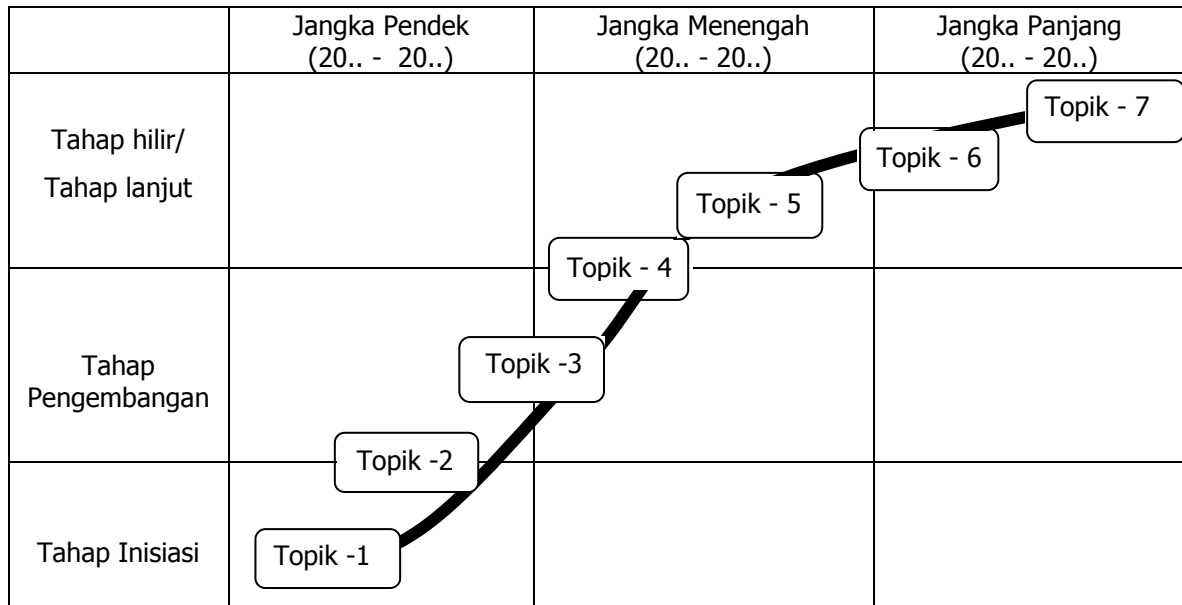 Jangka Pendek
(20.. - 20..)
Jangka Menengah
(20.. - 20..)
Jangka Panjang
(20.. - 20..)
Tahap hilir/
Tahap lanjut
Topik - 7
Topik - 6
Topik - 5
Topik - 4
Tahap
Pengembangan
Topik -3
Topik -2
Tahap Inisiasi
Topik -1